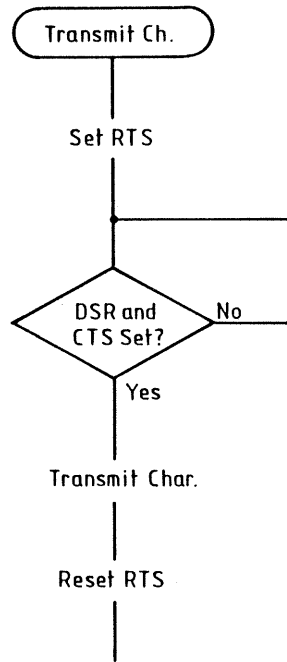 Transmit Ch.
Set RTS
DSR and
CTS Set?
No
Yes
Transmit Char.
Reset RTS